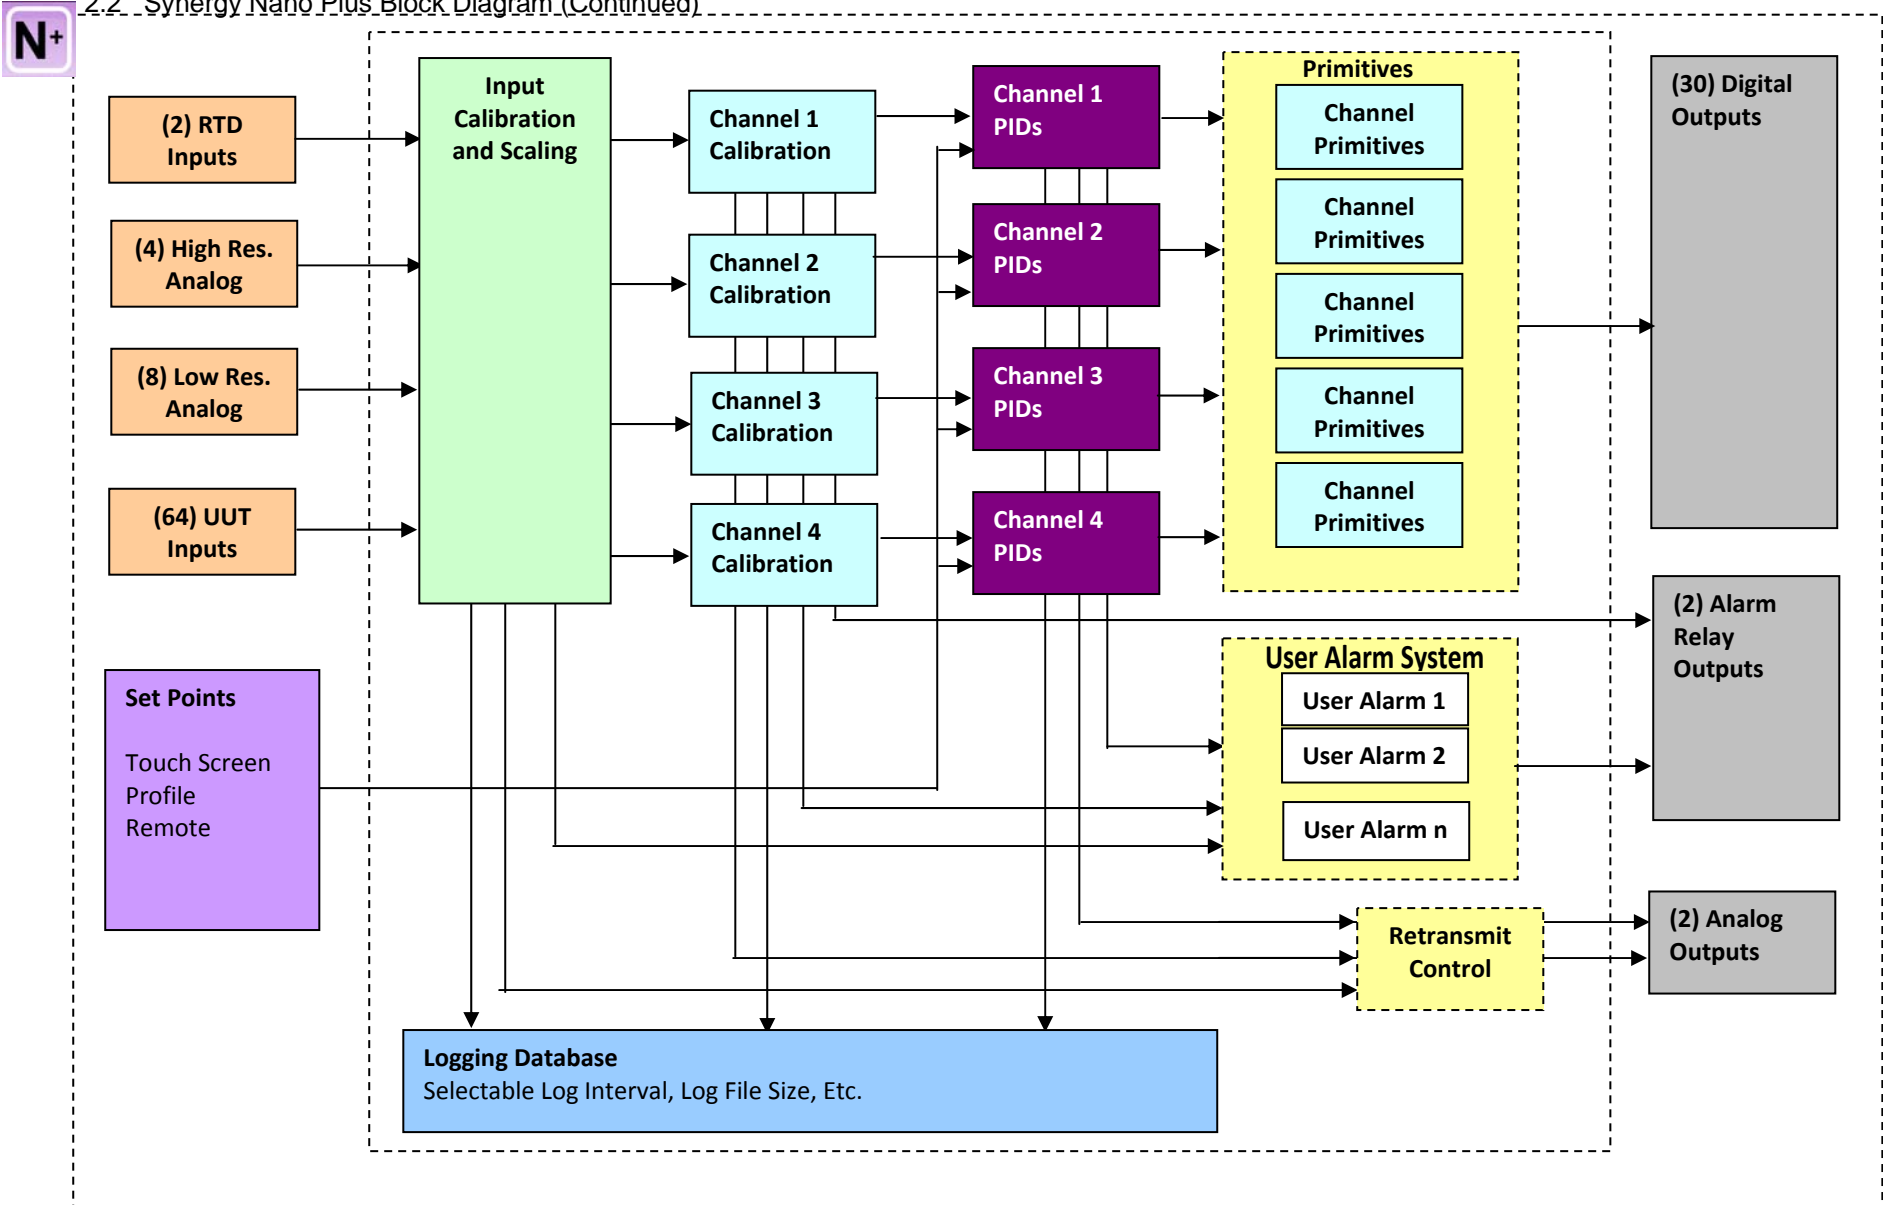 2.2 Synergy Nano Plus Block Diagram (Continued)
N+
(2) RTD
Inputs
(4) High Res.
Analog
(8) Low Res.
Analog
(64) UUT
Inputs
Set Points
Touch Screen
Profile
Remote
Input
Calibration
and Scaling
Channel 1
Calibration
Channel 2
Calibration
Channel 3
Calibration
Channel 4
Calibration
Channel 1
PIDs
Channel 2
PIDs
Channel 3
PIDs
Channel 4
PIDs
Primitives
Channel
Primitives
Channel
Primitives
Channel
Primitives
Channel
Primitives
Channel
Primitives
User Alarm System
User Alarm 1
User Alarm 2
User Alarm n
Retransmit
Control
(30) Digital
Outputs
(2) Alarm
Relay
Outputs
(2) Analog
Outputs
Logging Database
Selectable Log Interval, Log File Size, Etc.